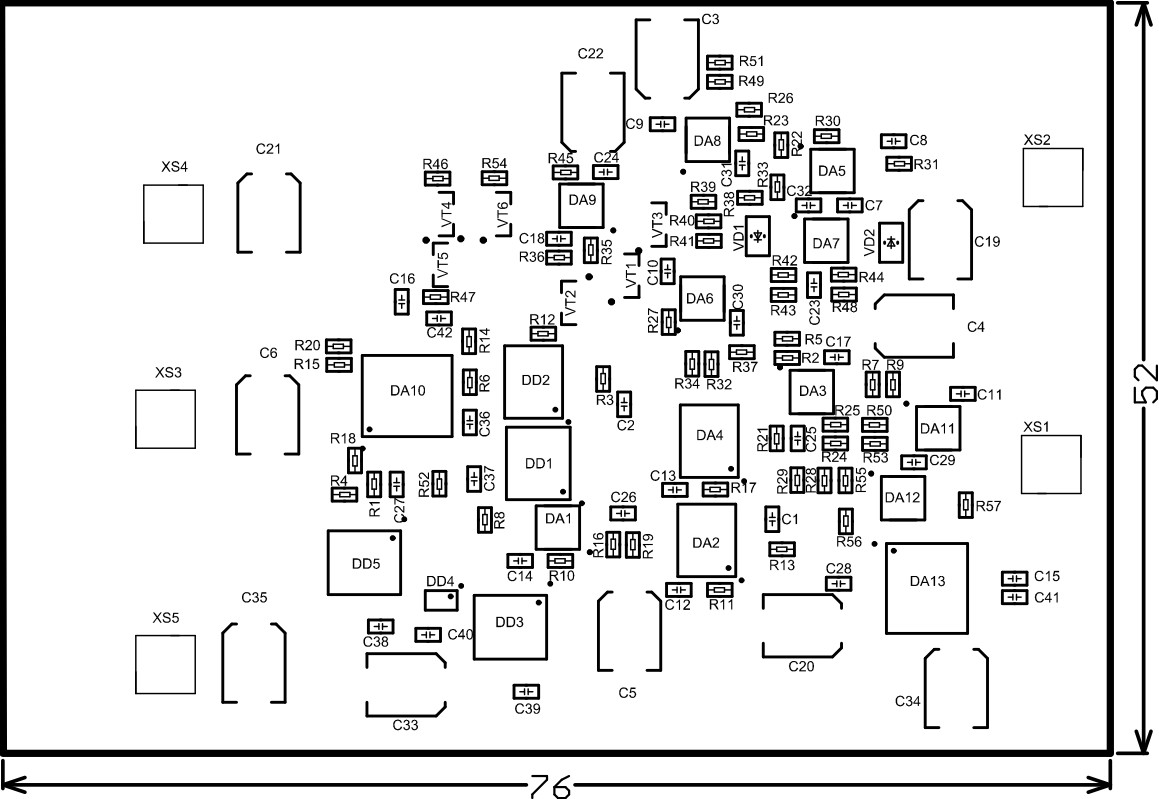 C3
C22
R51
R49
R26
C9
R23
R30
DA8
R22
C8
XS2
C21
XS4
C31
R33
DA5
R31
R46
R54
R45
C24
DA9
R39
R38
C32
C7
VT4
VT6
VT3
R40
VD1
DA7
VD2
C19
C18
R35
R41
R36
VT5
VT1
C10
R42
R44
C16
R47
VT2
DA6
C30
R43
C23
R48
C42
R27
C4
R12
R14
R5
R20
R37
R2
C17
C6
R15
R7
R9
XS3
DA10
R6
DD2
R3
R34
R32
DA3
C11
C36
C2
R25
R50
XS1
DA4
R21
C25
DA11
R18
R24
R53
DD1
C29
C37
R4
R1
C27
R52
C13
R17
R29
R28
R55
DA12
R57
C26
R8
DA1
C1
R56
R16
R19
DA2
DD5
C14
R10
R13
DD4
C28
DA13
C15
C35
C12
R11
C41
XS5
DD3
C38
C40
C20
C5
C34
C39
C33
52
76